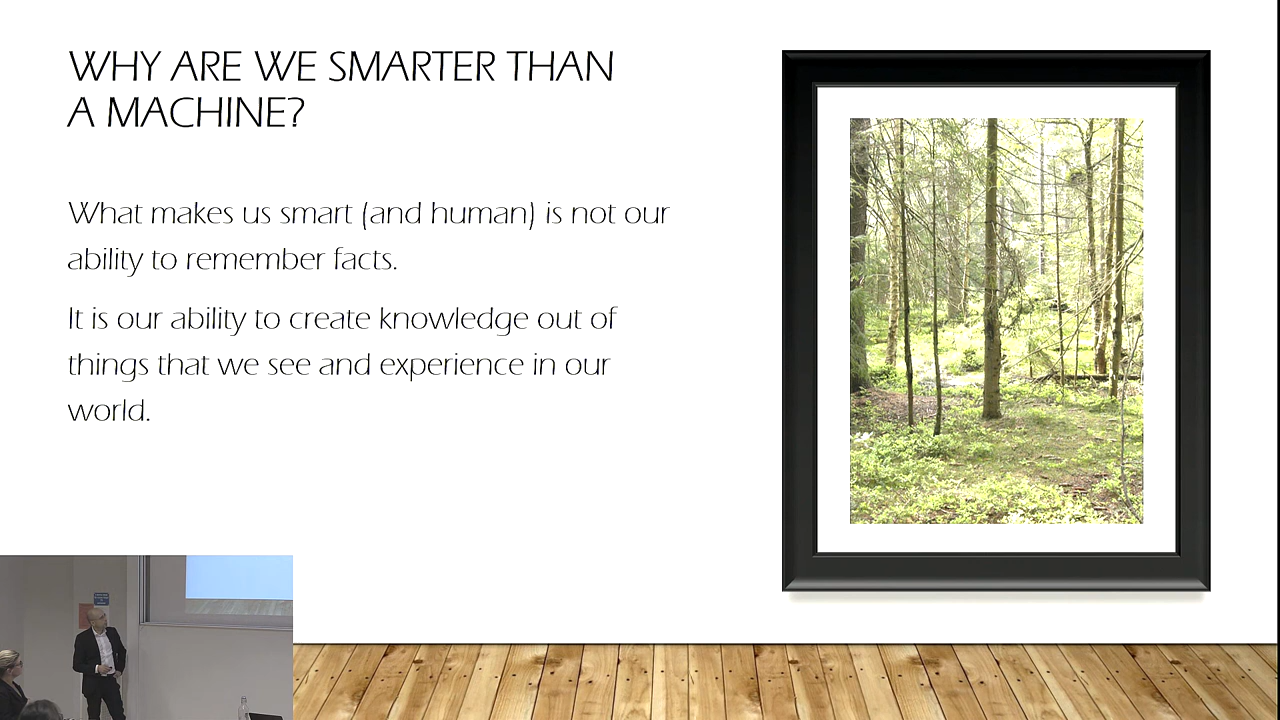 WHY ARE WE SMARTER THAN
A MACHINE?
What makes us smart (and human) is not our
ability to remember facts.
It is our ability to create knowledge out of
things that we see and experience in our
world.